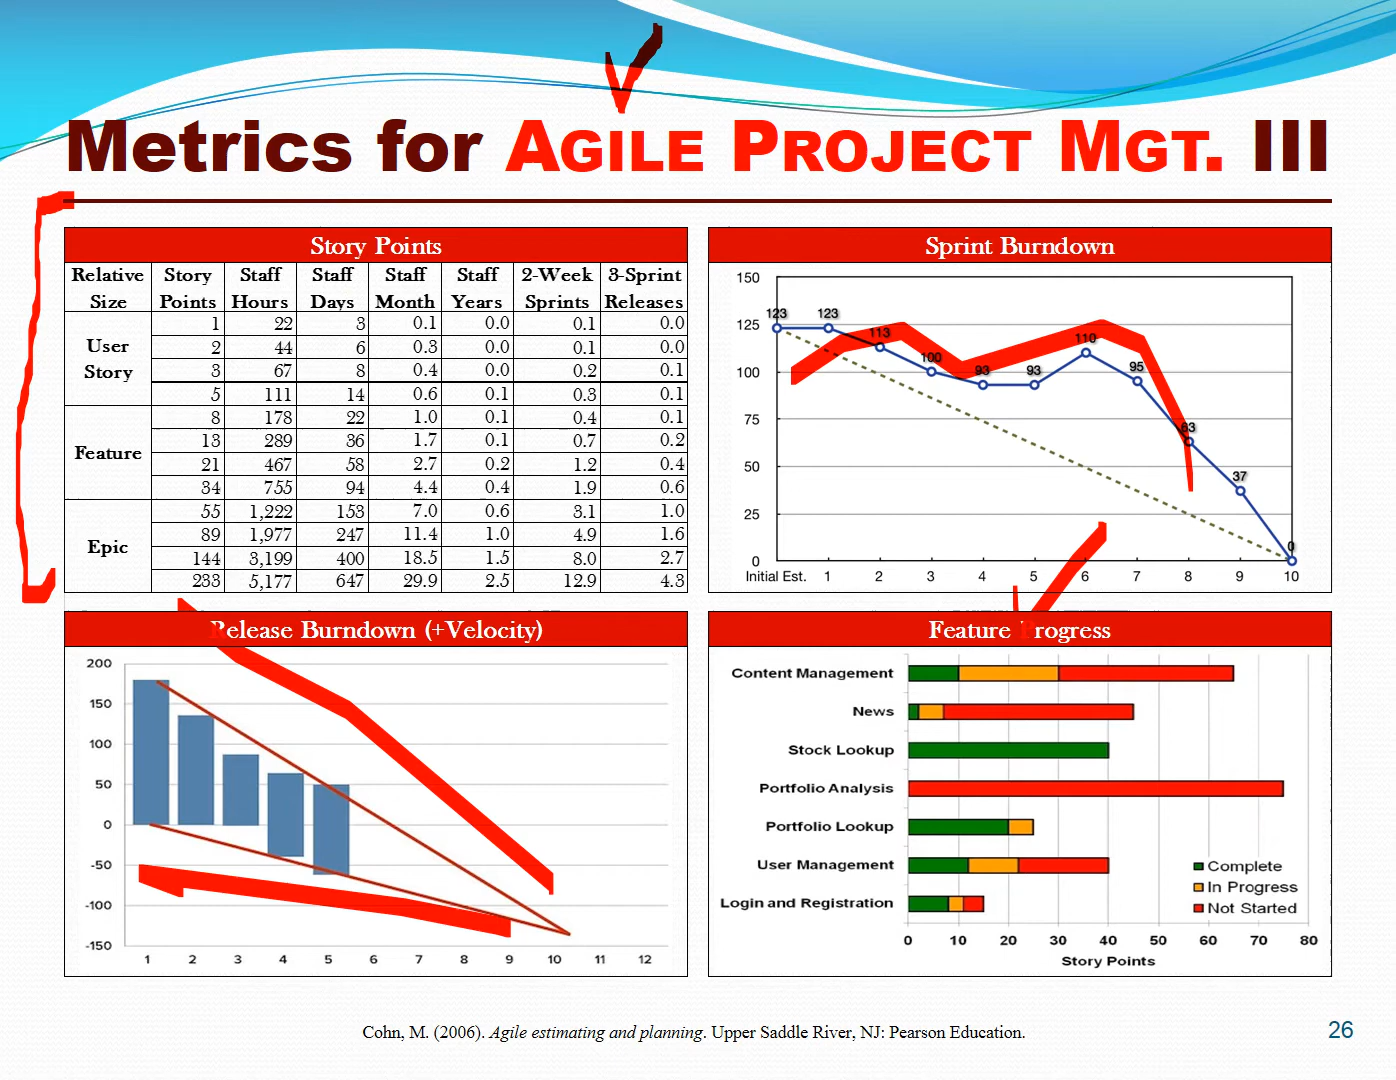 Metrics for AGILE PROJECT MGT. III
Story Points
Relative Size Story Points Staff Hours Staff Days Staff Month Staff Years 2-Week Sprints 3-Sprint Releases
User Story
1 22 3 0.1 0.0 0.1 0.0
2 44 6 0.3 0.0 0.1 0.0
3 67 8 0.4 0.0 0.2 0.1
5 111 14 0.6 0.1 0.3 0.1
Feature
8 178 22 1.0 0.1 0.4 0.1
13 289 36 1.7 0.1 0.7 0.2
21 467 58 2.7 0.2 1.2 0.4
34 755 94 4.4 0.4 1.9 0.6
Epic
55 1,222 153 7.0 0.6 3.1 1.0
89 1,977 247 11.4 1.0 4.9 1.6
144 3,199 400 18.5 1.5 8.0 2.7
233 5,177 647 29.9 2.5 12.9 4.3
Sprint Burndown
150
125
100
75
50
25
0
123 123 113 100 93 93 110 95 63 37 0
Initial Est. 1 2 3 4 5 6 7 8 9 10
Release Burndown (+Velocity)
200
150
100
50
0
-50
-100
-150
1 2 3 4 5 6 7 8 9 10 11 12
Feature Progress
Content Management
News
Stock Lookup
Portfolio Analysis
Portfolio Lookup
User Management
Login and Registration
Complete
In Progress
Not Started
0 10 20 30 40 50 60 70 80
Story Points
Cohn, M. (2006). Agile estimating and planning. Upper Saddle River, NJ: Pearson Education.
26